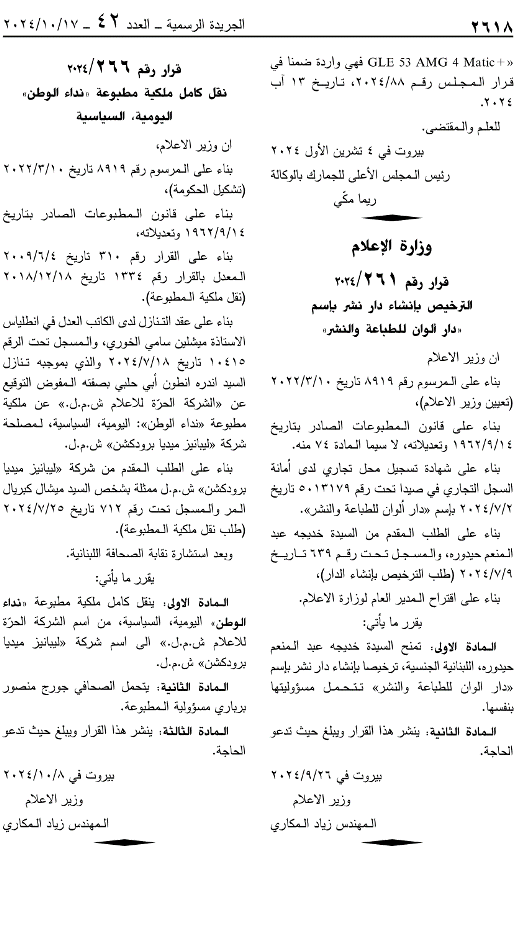 ٢٦١٨
الجريدة الرسمية ـ العدد ٤٢ ـ ٢٠٢٤/١٠/١٧
«GLE 53 AMG 4 Matic+ فهي واردة ضمنا في
قرار المجلس رقم ٢٠٢٤/٨٨، تاريخ ١٣ آب
٢٠٢٤.
للعلم والمقتضى.
بيروت في ٤ تشرين الأول ٢٠٢٤
رئيس المجلس الأعلى للجمارك بالوكالة
ريما مكّي
وزارة الإعلام
قرار رقم ٢٠٢٤/٢٦١
الترخيص بإنشاء دار نشر بإسم
«دار ألوان للطباعة والنشر»
ان وزير الاعلام
بناء على المرسوم رقم ٨٩١٩ تاريخ ٢٠٢٢/٣/١٠
(تعيين وزير الاعلام)،
بناء على قانون المطبوعات الصادر بتاريخ
١٩٦٢/٩/١٤ وتعديلاته، لا سيما المادة ٧٤ منه.
بناء على شهادة تسجيل محل تجاري لدى أمانة
السجل التجاري في صيدا تحت رقم ٥٠١٣١٧٩ تاريخ
٢٠٢٤/٧/٢ بإسم «دار ألوان للطباعة والنشر».
بناء على الطلب المقدم من السيدة خديجه عبد
المنعم حيدوره، والمسجل تحت رقم ٦٣٩ تاريخ
٢٠٢٤/٧/٩ (طلب الترخيص بإنشاء الدار)،
بناء على اقتراح المدير العام لوزارة الاعلام.
يقرر ما يأتي:
المادة الاولى: تمنح السيدة خديجه عبد المنعم
حيدوره، اللبنانية الجنسية، ترخيصا بإنشاء دار نشر بإسم
«دار الوان للطباعة والنشر» تتحمل مسؤوليتها
بنفسها.
المادة الثانية: ينشر هذا القرار ويبلغ حيث تدعو
الحاجة.
بيروت في ٢٠٢٤/٩/٢٦
وزير الاعلام
المهندس زياد المكاري
قرار رقم ٢٠٢٤/٢٦٦
نقل كامل ملكية مطبوعة «نداء الوطن»
اليومية، السياسية
ان وزير الاعلام،
بناء على المرسوم رقم ٨٩١٩ تاريخ ٢٠٢٢/٣/١٠
(تشكيل الحكومة)،
بناء على قانون المطبوعات الصادر بتاريخ
١٩٦٢/٩/١٤ وتعديلاته،
بناء على القرار رقم ٣١٠ تاريخ ٢٠٠٩/٦/٤
المعدل بالقرار رقم ١٣٣٤ تاريخ ٢٠١٨/١٢/١٨
(نقل ملكية المطبوعة).
بناء على عقد التنازل لدى الكاتب العدل في انطلياس
الاستاذة ميشلين سامي الخوري، والمسجل تحت الرقم
١٠٤١٥ تاريخ ٢٠٢٤/٧/١٨ والذي بموجبه تنازل
السيد اندره انطون أبي حلبي بصفته المفوض التوقيع
عن «الشركة الحرّة للاعلام ش.م.ل.» عن ملكية
مطبوعة «نداء الوطن»: اليومية، السياسية، لمصلحة
شركة «ليبانيز ميديا برودكشن» ش.م.ل.
بناء على الطلب المقدم من شركة «ليبانيز ميديا
برودكشن» ش.م.ل ممثلة بشخص السيد ميشال كبريال
المر والمسجل تحت رقم ٧١٢ تاريخ ٢٠٢٤/٧/٢٥
(طلب نقل ملكية المطبوعة).
وبعد استشارة نقابة الصحافة اللبنانية.
يقرر ما يأتي:
المادة الاولى: ينقل كامل ملكية مطبوعة «نداء
الوطن» اليومية، السياسية، من اسم الشركة الحرّة
للاعلام ش.م.ل.» الى اسم شركة «ليبانيز ميديا
برودكشن» ش.م.ل.
المادة الثانية: يتحمل الصحافي جورج منصور
برباري مسؤولية المطبوعة.
المادة الثالثة: ينشر هذا القرار ويبلغ حيث تدعو
الحاجة.
بيروت في ٢٠٢٤/١٠/٨
وزير الاعلام
المهندس زياد المكاري